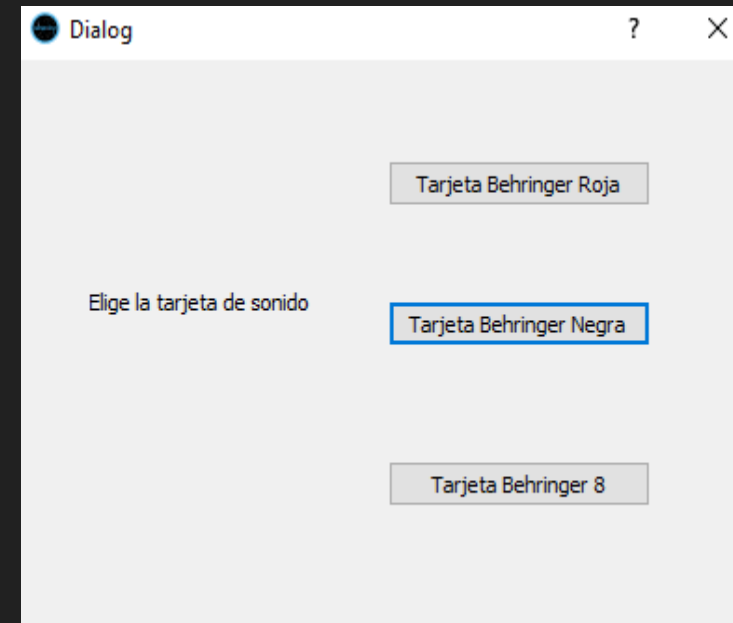 Dialog
?
Tarjeta Behringer Roja
Elige la tarjeta de sonido
Tarjeta Behringer Negra
Tarjeta Behringer 8